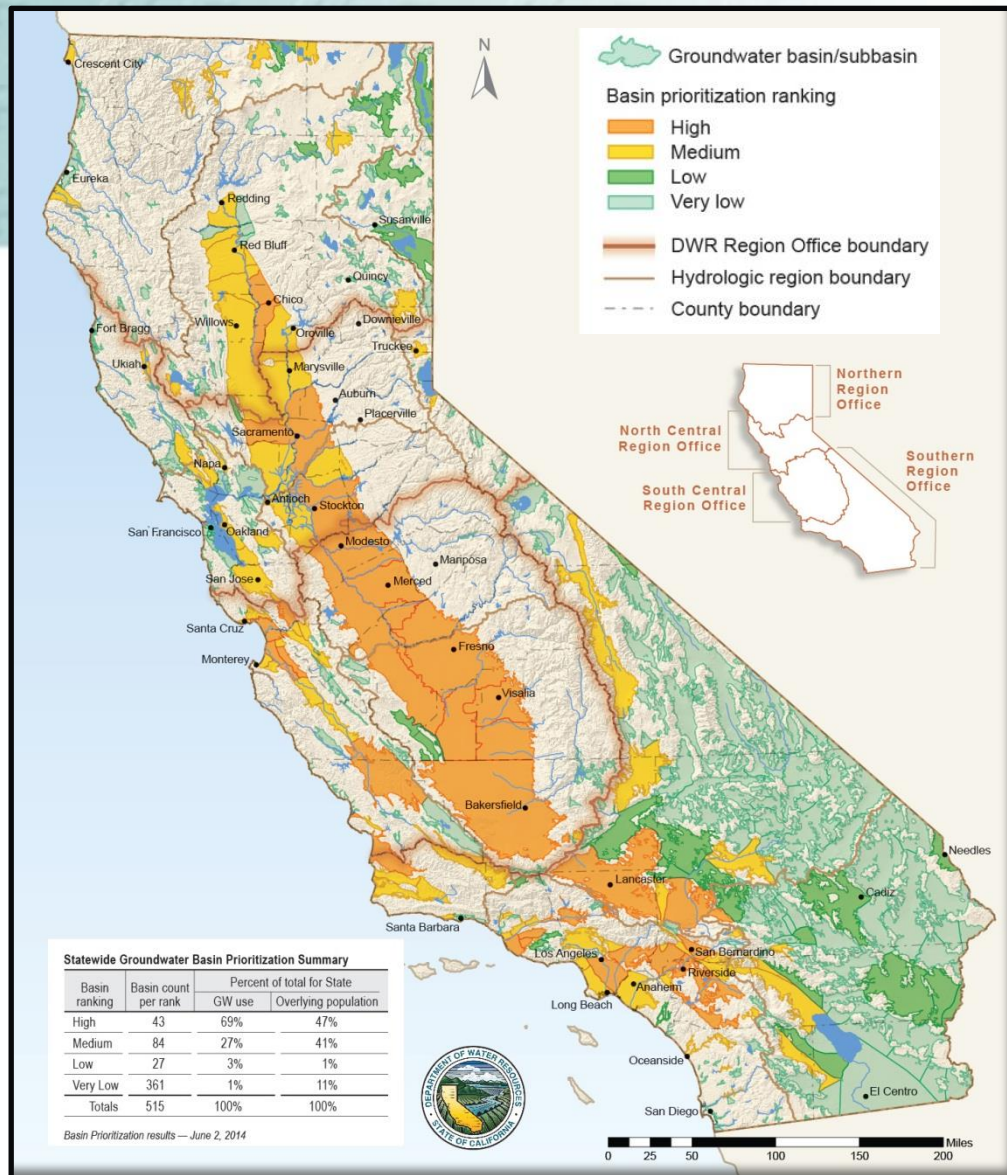 N
Groundwater basin/subbasin
Basin prioritization ranking
High
Medium
Low
Very low
DWR Region Office boundary
Hydrologic region boundary
County boundary
Northern
Region
Office
North Central
Region Office
Southern
Region
Office
South Central
Region Office
Crescent City
Eureka
Redding
Susanville
Red Bluff
Quincy
Chico
Fort Bragg
Willows
Oroville
Downieville
Truckee
Ukiah
Marysville
Auburn
Placerville
Sacramento
Napa
Antioch
Stockton
San Francisco
Oakland
Modesto
Mariposa
San Jose
Merced
Santa Cruz
Fresno
Monterey
Visalia
Bakersfield
Needles
Lancaster
Cadiz
Santa Barbara
Los Angeles
San Bernardino
Riverside
Anaheim
Long Beach
Oceanside
El Centro
San Diego
Statewide Groundwater Basin Prioritization Summary
Basin ranking Basin count per rank Percent of total for State
GW use Overlying population
High 43 69% 47%
Medium 84 27% 41%
Low 27 3% 1%
Very Low 361 1% 11%
Totals 515 100% 100%
Basin Prioritization results — June 2, 2014
DEPARTMENT OF WATER RESOURCES
STATE OF CALIFORNIA
Miles
0 25 50 100 150 200